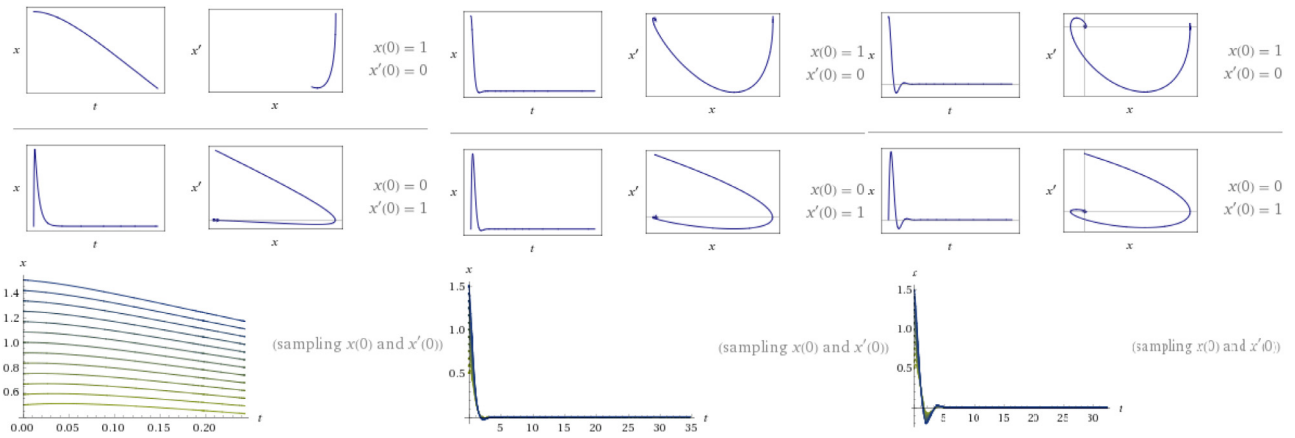 x
t
x′
x
x(0) = 1
x′(0) = 0
x
t
x′
x
x(0) = 1
x′(0) = 0
x
t
x′
x
x(0) = 1
x′(0) = 0
x
t
x′
x
x(0) = 0
x′(0) = 1
x
t
x′
x
x(0) = 0
x′(0) = 1
x
t
x′
x
x(0) = 0
x′(0) = 1
x
1.4
1.2
1.0
0.8
0.6
0.00 0.05 0.10 0.15 0.20
t
(sampling x(0) and x′(0))
x
1.5
1.0
0.5
5 10 15 20 25 30 35
t
(sampling x(0) and x′(0))
1.5
1.0
0.5
5 10 15 20 25 30
t
(sampling x(0) and x′(0))